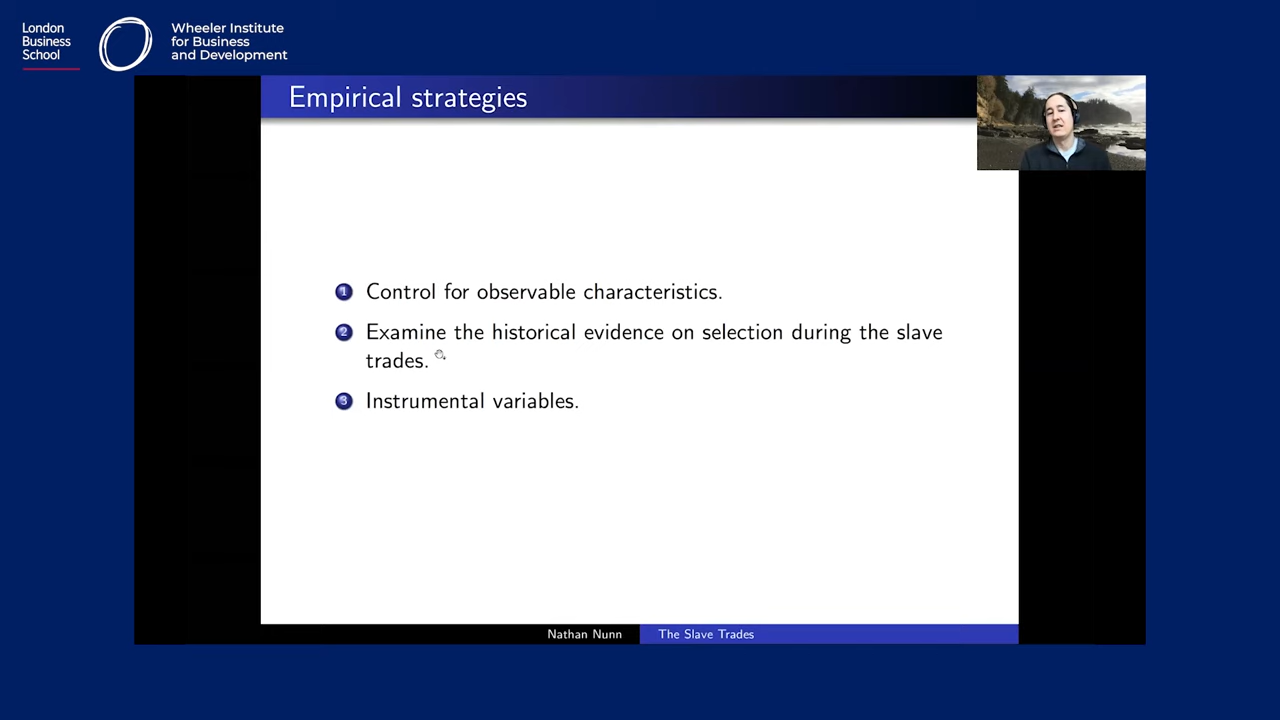 London
Business
School
Wheeler Institute
for Business
and Development
Empirical strategies
1 Control for observable characteristics.
2 Examine the historical evidence on selection during the slave
trades.
3 Instrumental variables.
Nathan Nunn
The Slave Trades